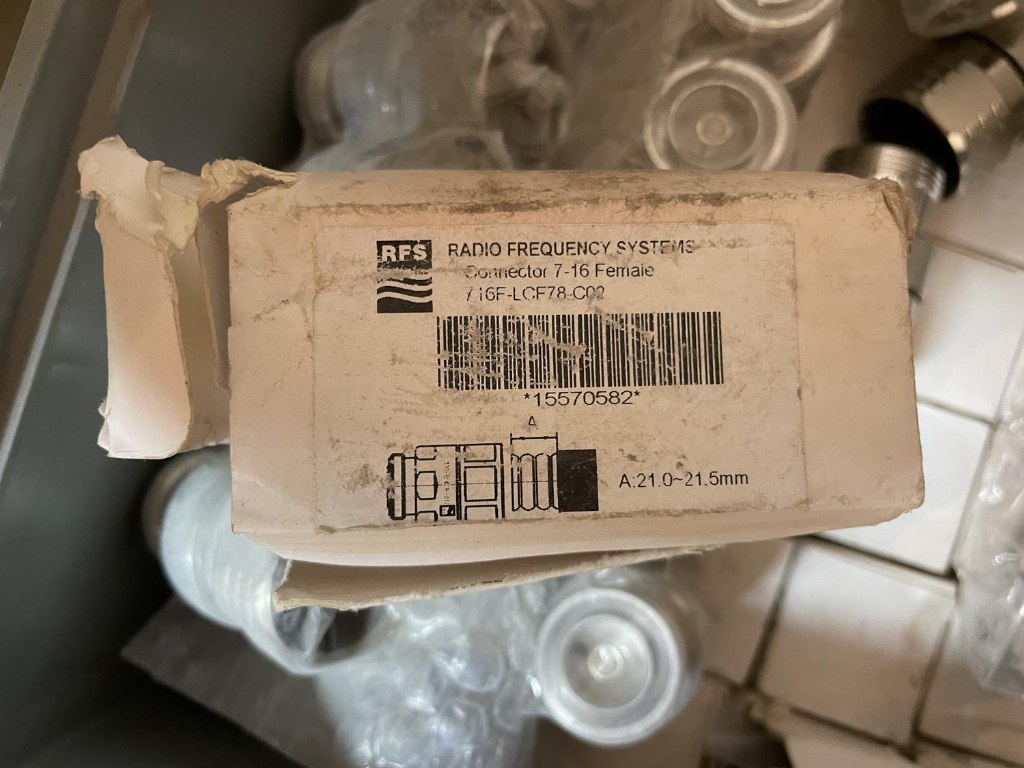 RFS
RADIO FREQUENCY SYSTEMS
Connector 7-16 Female
716F-LCF78-C02
*15570582*
A
A:21.0~21.5mm